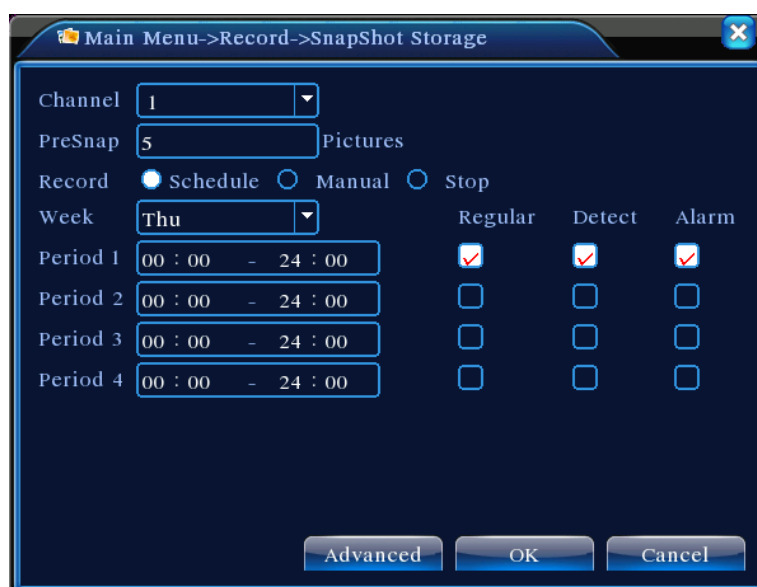 Main Menu->Record->SnapShot Storage
Channel 1
PreSnap 5 Pictures
Record Schedule Manual Stop
Week Thu Regular Detect Alarm
Period 1 00 : 00 - 24 : 00
Period 2 00 : 00 - 24 : 00
Period 3 00 : 00 - 24 : 00
Period 4 00 : 00 - 24 : 00
Advanced OK Cancel